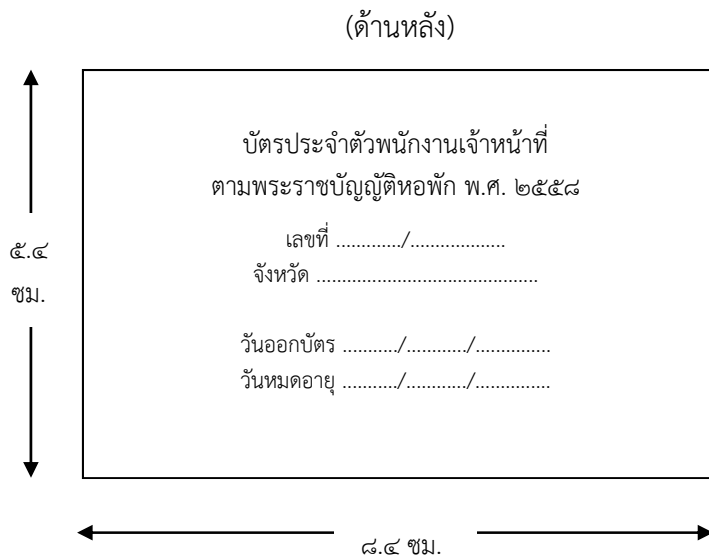 (ด้านหลัง)
บัตรประจำตัวพนักงานเจ้าหน้าที่
ตามพระราชบัญญัติหอพัก พ.ศ. ๒๕๕๘
เลขที่ ............./...................
จังหวัด ............................................
๕.๔
ซม.
วันออกบัตร .........../............/...............
วันหมดอายุ .........../............/...............
๘.๔ ซม.